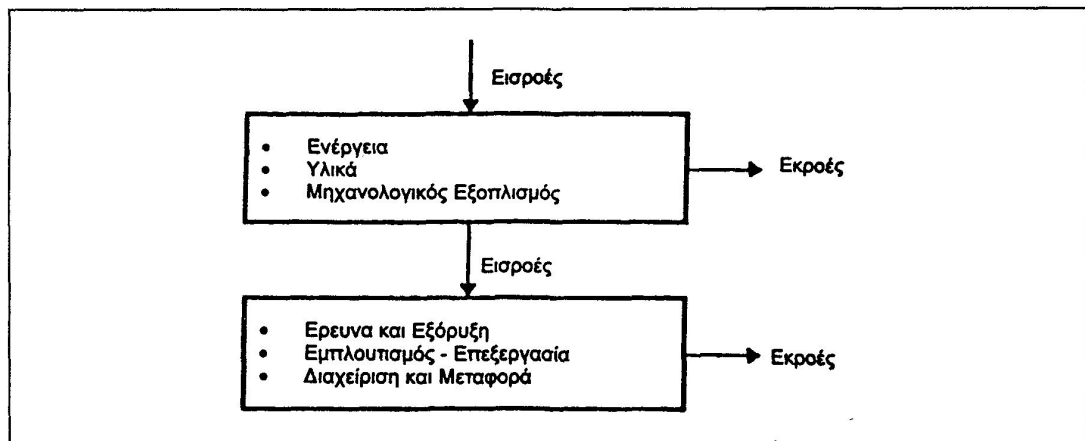 Εισροές
• Ενέργεια
• Υλικά
• Μηχανολογικός Εξοπλισμός
Εκροές
Εισροές
• Ερευνα και Εξόρυξη
• Εμπλουτισμός - Επεξεργασία
• Διαχείριση και Μεταφορά
Εκροές